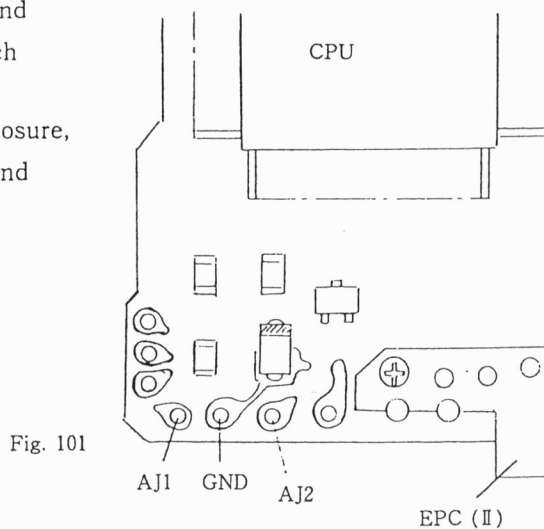 nd
ch
osure,
nd
CPU
Fig. 101
AJ1 GND AJ2
EPC (Ⅱ)